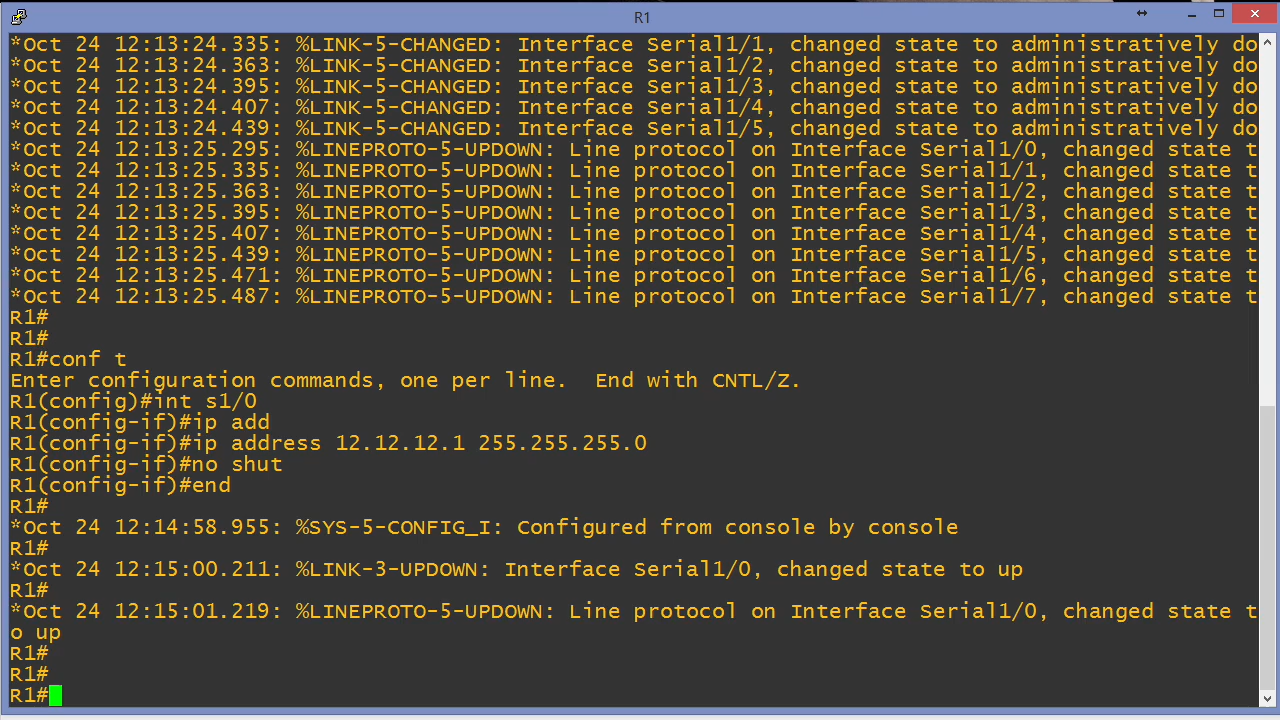 R1
*Oct 24 12:13:24.335: %LINK-5-CHANGED: Interface Serial1/1, changed state to administratively do
*Oct 24 12:13:24.363: %LINK-5-CHANGED: Interface Serial1/2, changed state to administratively do
*Oct 24 12:13:24.395: %LINK-5-CHANGED: Interface Serial1/3, changed state to administratively do
*Oct 24 12:13:24.407: %LINK-5-CHANGED: Interface Serial1/4, changed state to administratively do
*Oct 24 12:13:24.439: %LINK-5-CHANGED: Interface Serial1/5, changed state to administratively do
*Oct 24 12:13:25.295: %LINEPROTO-5-UPDOWN: Line protocol on Interface Serial1/0, changed state t
*Oct 24 12:13:25.335: %LINEPROTO-5-UPDOWN: Line protocol on Interface Serial1/1, changed state t
*Oct 24 12:13:25.363: %LINEPROTO-5-UPDOWN: Line protocol on Interface Serial1/2, changed state t
*Oct 24 12:13:25.395: %LINEPROTO-5-UPDOWN: Line protocol on Interface Serial1/3, changed state t
*Oct 24 12:13:25.407: %LINEPROTO-5-UPDOWN: Line protocol on Interface Serial1/4, changed state t
*Oct 24 12:13:25.439: %LINEPROTO-5-UPDOWN: Line protocol on Interface Serial1/5, changed state t
*Oct 24 12:13:25.471: %LINEPROTO-5-UPDOWN: Line protocol on Interface Serial1/6, changed state t
*Oct 24 12:13:25.487: %LINEPROTO-5-UPDOWN: Line protocol on Interface Serial1/7, changed state t
R1#
R1#
R1#conf t
Enter configuration commands, one per line.  End with CNTL/Z.
R1(config)#int s1/0
R1(config-if)#ip add
R1(config-if)#ip address 12.12.12.1 255.255.255.0
R1(config-if)#no shut
R1(config-if)#end
R1#
*Oct 24 12:14:58.955: %SYS-5-CONFIG_I: Configured from console by console
R1#
*Oct 24 12:15:00.211: %LINK-3-UPDOWN: Interface Serial1/0, changed state to up
R1#
*Oct 24 12:15:01.219: %LINEPROTO-5-UPDOWN: Line protocol on Interface Serial1/0, changed state t
o up
R1#
R1#
R1#